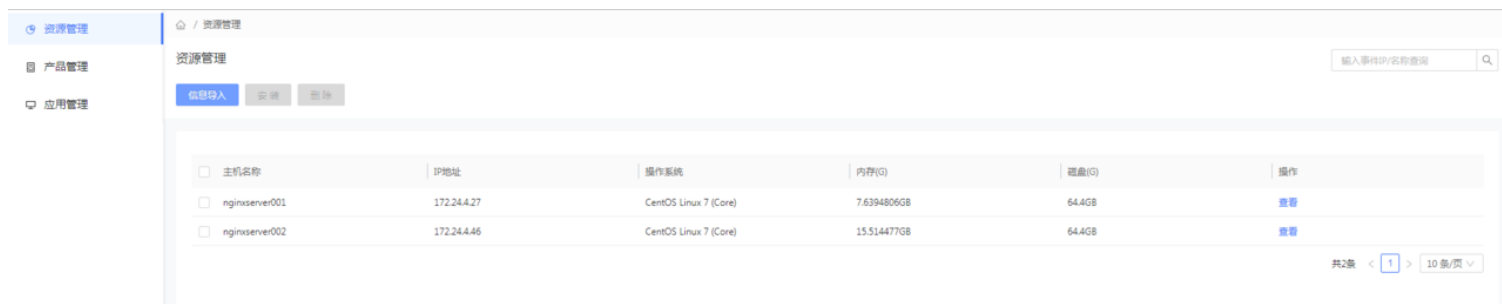 资源管理
产品管理
应用管理
/ 资源管理
资源管理
输入事件IP/名称查询
信息导入 安装 删除
主机名称 IP地址 操作系统 内存(G) 磁盘(G) 操作
nginxserver001 172.24.4.27 CentOS Linux 7 (Core) 7.6394806GB 64.4GB 查看
nginxserver002 172.24.4.46 CentOS Linux 7 (Core) 15.514477GB 64.4GB 查看
共2条 < 1 > 10 条/页